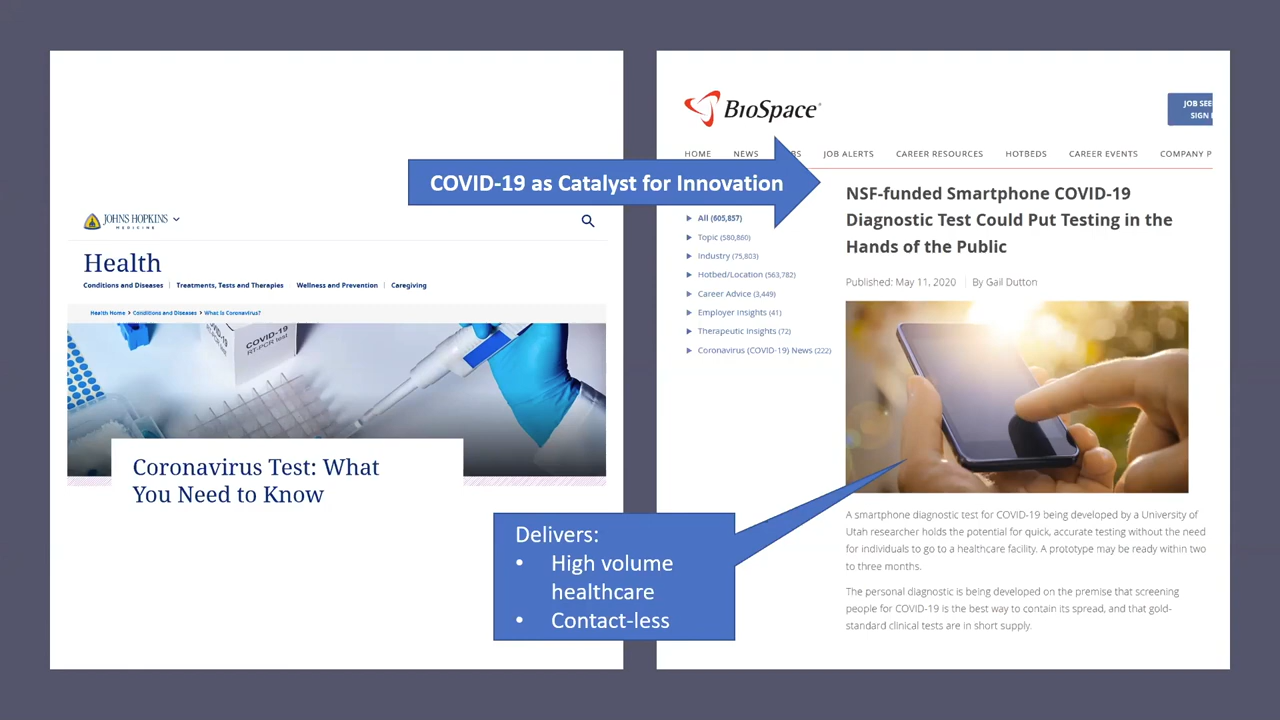 COVID-19 as Catalyst for Innovation
JOHNS HOPKINS
MEDICINE
Health
Conditions and Diseases | Treatments, Tests and Therapies | Wellness and Prevention | Caregiving
Health Home > Conditions and Diseases > What Is Coronavirus?
COVID-19
COVID-19
RT-PCR test
Coronavirus Test: What
You Need to Know
Delivers:
• High volume
healthcare
• Contact-less
BIOSPACE®
JOB SEE
SIGN
HOME NEWS BS JOB ALERTS CAREER RESOURCES HOTBEDS CAREER EVENTS COMPANY P
All (605,857)
Topic (580,860)
Industry (75,803)
Hotbed/Location (563,782)
Career Advice (3,449)
Employer Insights (41)
Therapeutic Insights (72)
Coronavirus (COVID-19) News (222)
NSF-funded Smartphone COVID-19
Diagnostic Test Could Put Testing in the
Hands of the Public
Published: May 11, 2020 | By Gail Dutton
A smartphone diagnostic test for COVID-19 being developed by a University of
Utah researcher holds the potential for quick, accurate testing without the need
for individuals to go to a healthcare facility. A prototype may be ready within two
to three months.
The personal diagnostic is being developed on the premise that screening
people for COVID-19 is the best way to contain its spread, and that gold-
standard clinical tests are in short supply.